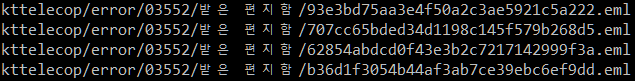 kttelecop/error/03552/받은 편지함/93e3bd75aa3e4f50a2c3ae5921c5a222.eml
kttelecop/error/03552/받은 편지함/707cc65bded34d1198c145f579b268d5.eml
kttelecop/error/03552/받은 편지함/62854abdcd0f43e3b2c7217142999f3a.eml
kttelecop/error/03552/받은 편지함/b36d1f3054b44af3ab7ce39ebc6ef9dd.eml